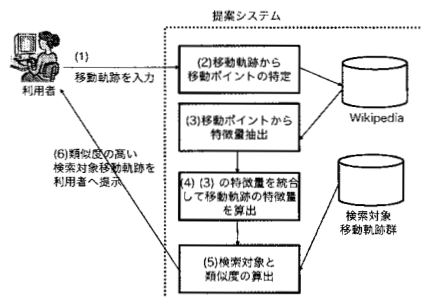 提案システム
(1)
移動軌跡を入力
利用者
(2)移動軌跡から
移動ポイントの特定
Wikipedia
(3)移動ポイントから
特徴量抽出
(6)類似度の高い
検索対象移動軌跡を
利用者へ提示
(4) (3) の特徴量を統合
して移動軌跡の特徴量
を算出
検索対象
移動軌跡群
(5)検索対象と
類似度の算出